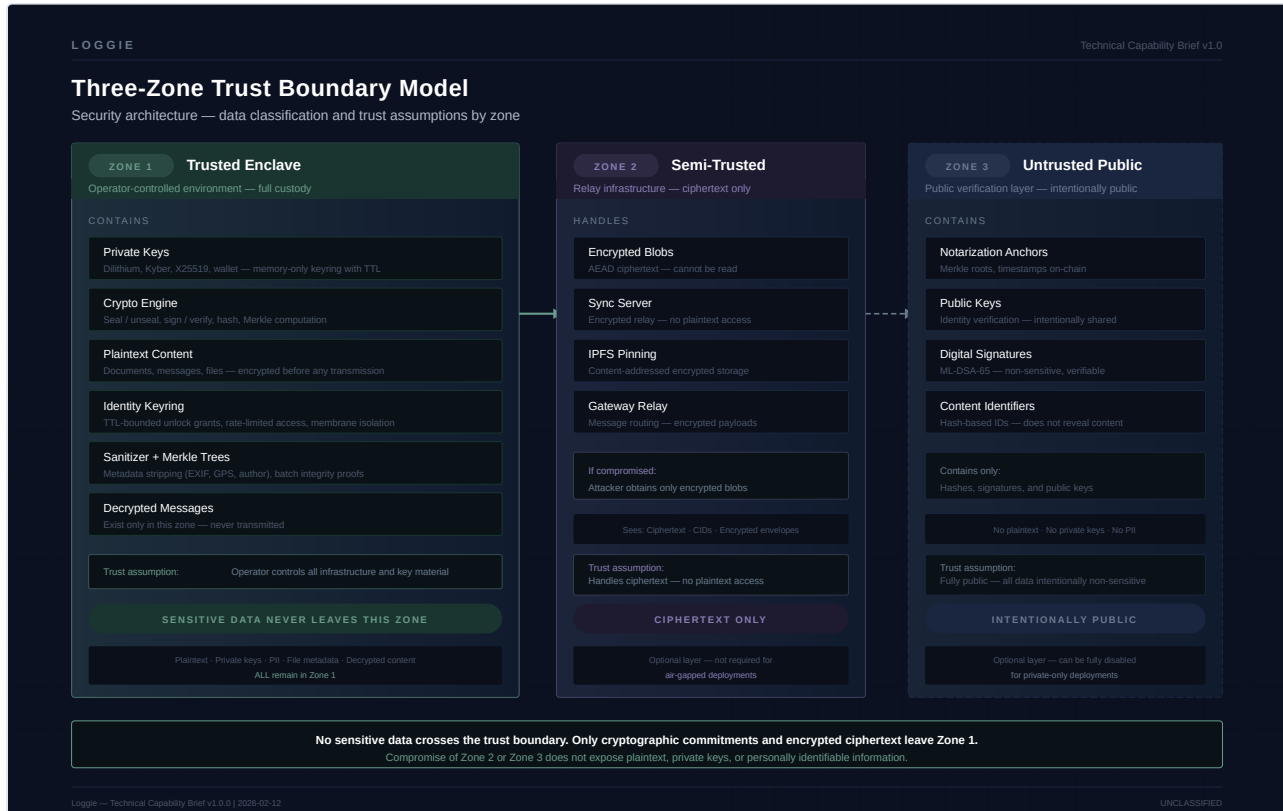 LOGGIE
Technical Capability Brief v1.0
Three-Zone Trust Boundary Model
Security architecture — data classification and trust assumptions by zone
ZONE 1
Trusted Enclave
Operator-controlled environment — full custody
CONTAINS
Private Keys
Dilithium, Kyber, X25519, wallet — memory-only keyring with TTL
Crypto Engine
Seal / unseal, sign / verify, hash, Merkle computation
Plaintext Content
Documents, messages, files — encrypted before any transmission
Identity Keyring
TTL-bounded unlock grants, rate-limited access, membrane isolation
Sanitizer + Merkle Trees
Metadata stripping (EXIF, GPS, author), batch integrity proofs
Decrypted Messages
Exist only in this zone — never transmitted
Trust assumption: Operator controls all infrastructure and key material
SENSITIVE DATA NEVER LEAVES THIS ZONE
Plaintext · Private keys · PII · File metadata · Decrypted content
ALL remain in Zone 1
ZONE 2
Semi-Trusted
Relay infrastructure — ciphertext only
HANDLES
Encrypted Blobs
AEAD ciphertext — cannot be read
Sync Server
Encrypted relay — no plaintext access
IPFS Pinning
Content-addressed encrypted storage
Gateway Relay
Message routing — encrypted payloads
If compromised:
Attacker obtains only encrypted blobs
Sees: Ciphertext · CIDs · Encrypted envelopes
Trust assumption:
Handles ciphertext — no plaintext access
CIPHERTEXT ONLY
Optional layer — not required for
air-gapped deployments
ZONE 3
Untrusted Public
Public verification layer — intentionally public
CONTAINS
Notarization Anchors
Merkle roots, timestamps on-chain
Public Keys
Identity verification — intentionally shared
Digital Signatures
ML-DSA-65 — non-sensitive, verifiable
Content Identifiers
Hash-based IDs — does not reveal content
Contains only:
Hashes, signatures, and public keys
No plaintext · No private keys · No PII
Trust assumption:
Fully public — all data intentionally non-sensitive
INTENTIONALLY PUBLIC
Optional layer — can be fully disabled
for private-only deployments
No sensitive data crosses the trust boundary. Only cryptographic commitments and encrypted ciphertext leave Zone 1.
Compromise of Zone 2 or Zone 3 does not expose plaintext, private keys, or personally identifiable information.
Loggie — Technical Capability Brief v1.0.0 | 2026-02-12
UNCLASSIFIED